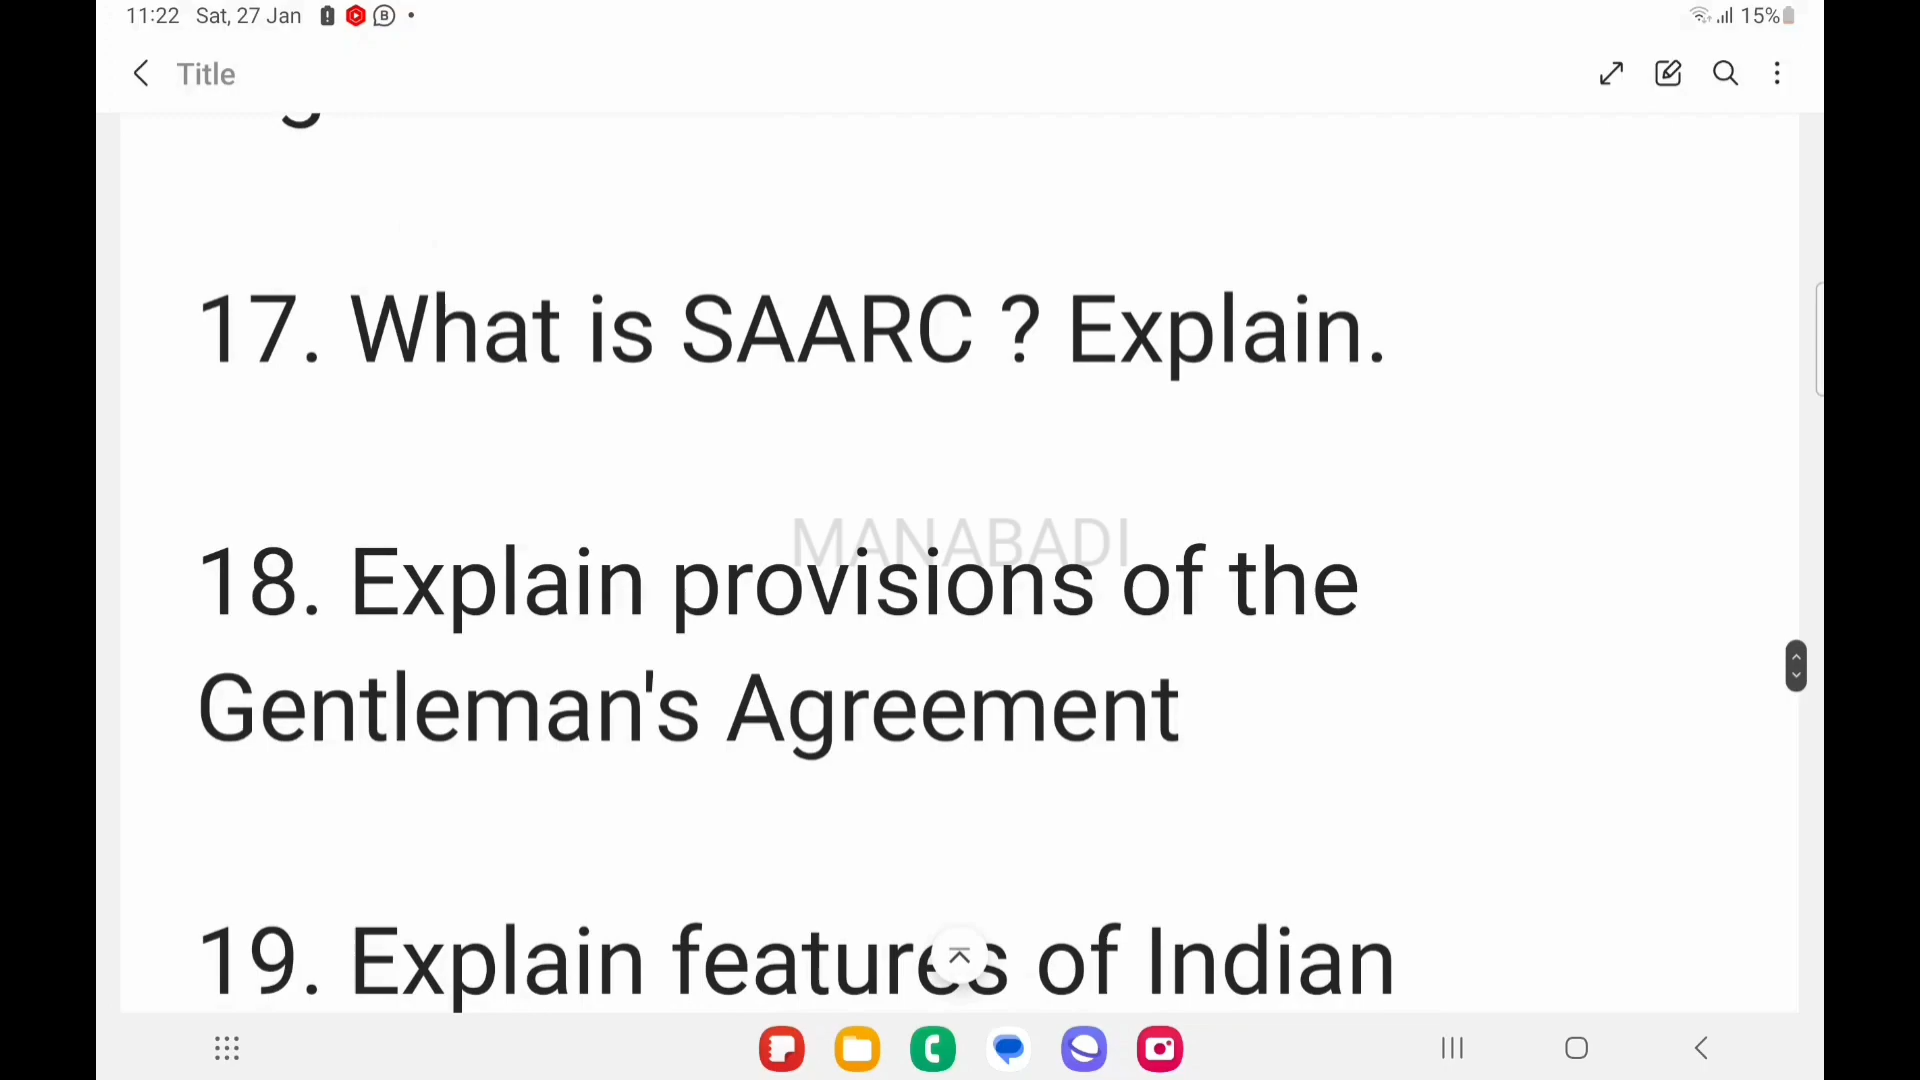 11:22 Sat, 27 Jan 15%
Title
17. What is SAARC ? Explain.
MANABADI
18. Explain provisions of the
Gentleman's Agreement
19. Explain features of Indian